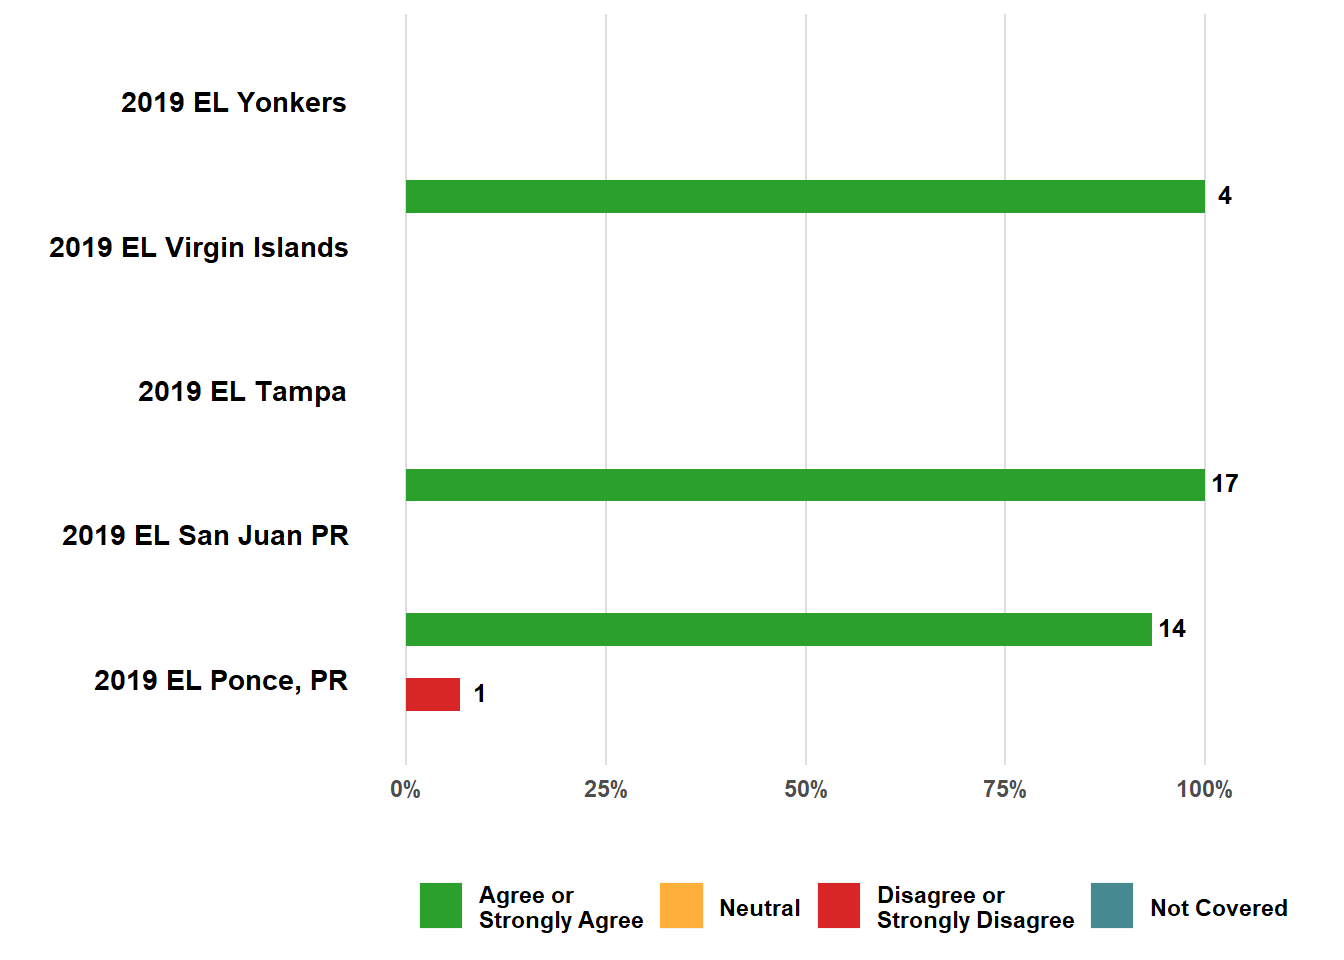 2019 EL Yonkers
4
2019 EL Virgin Islands
2019 EL Tampa
17
2019 EL San Juan PR
14
2019 EL Ponce, PR
1
0% 25% 50% 75% 100%
Agree or
Strongly Agree
Neutral
Disagree or
Strongly Disagree
Not Covered